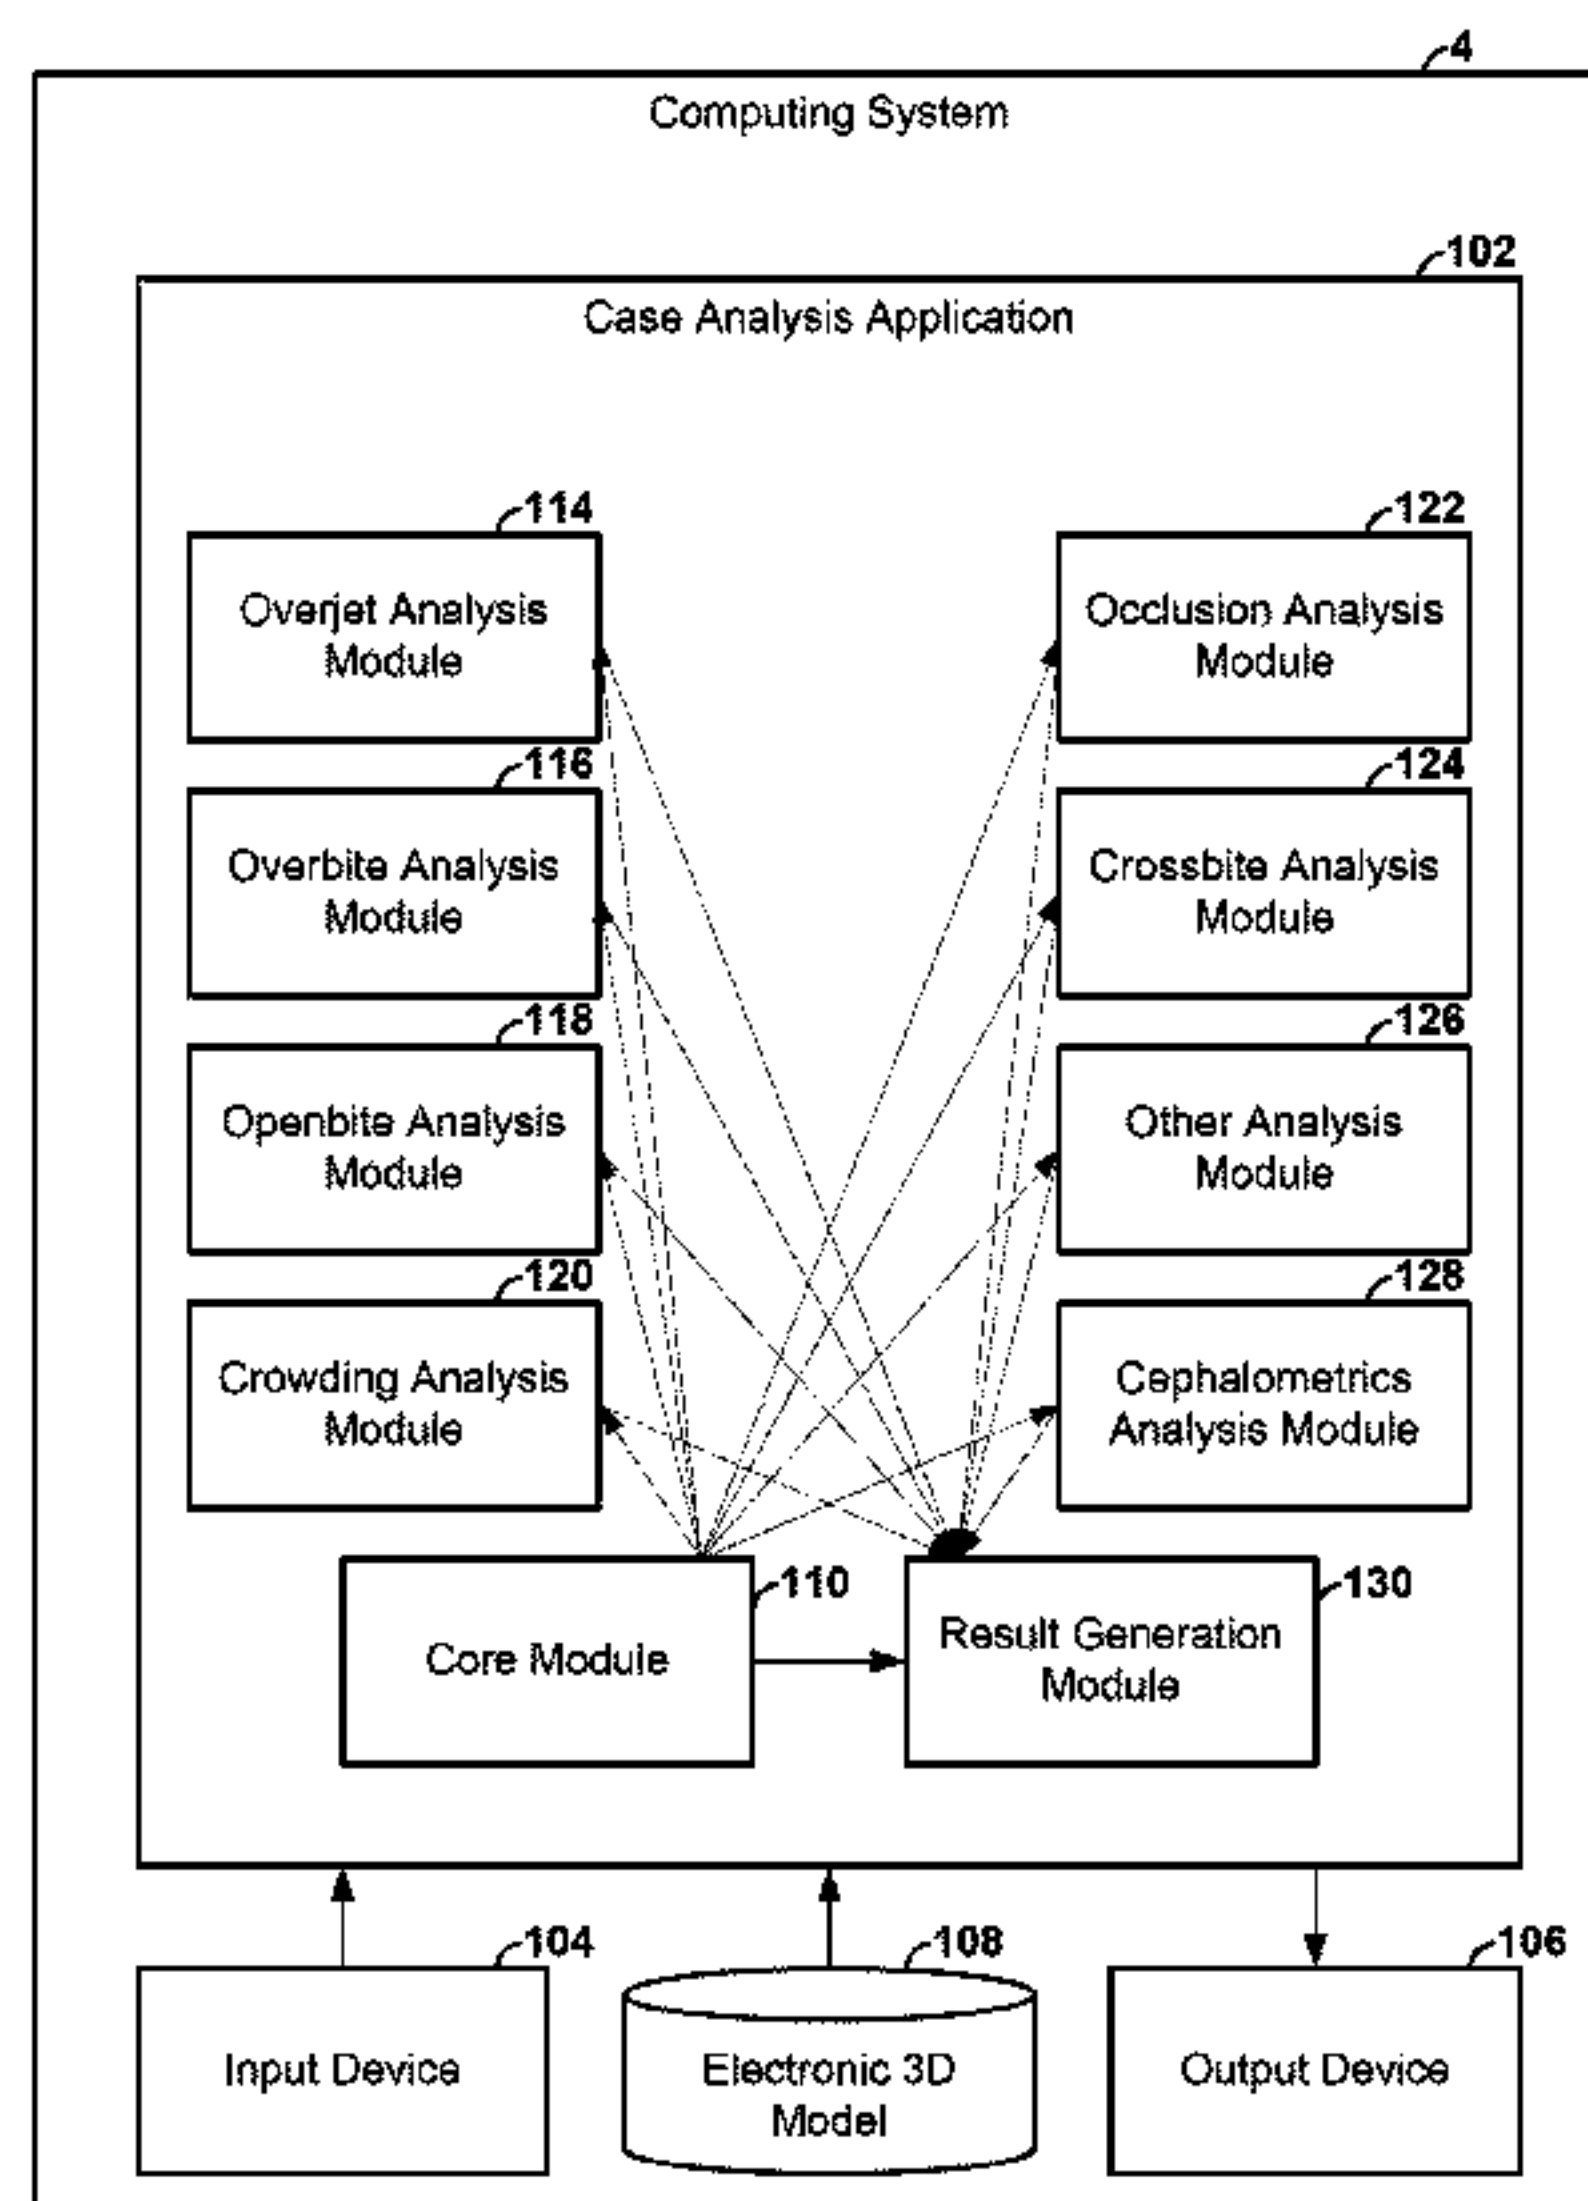 4
Computing System
102
Case Analysis Application
114
Overjet Analysis
Module
122
Occlusion Analysis
Module
116
Overbite Analysis
Module
124
Crossbite Analysis
Module
118
Openbite Analysis
Module
126
Other Analysis
Module
120
Crowding Analysis
Module
128
Cephalometrics
Analysis Module
110
Core Module
130
Result Generation
Module
104
Input Device
108
Electronic 3D
Model
106
Output Device